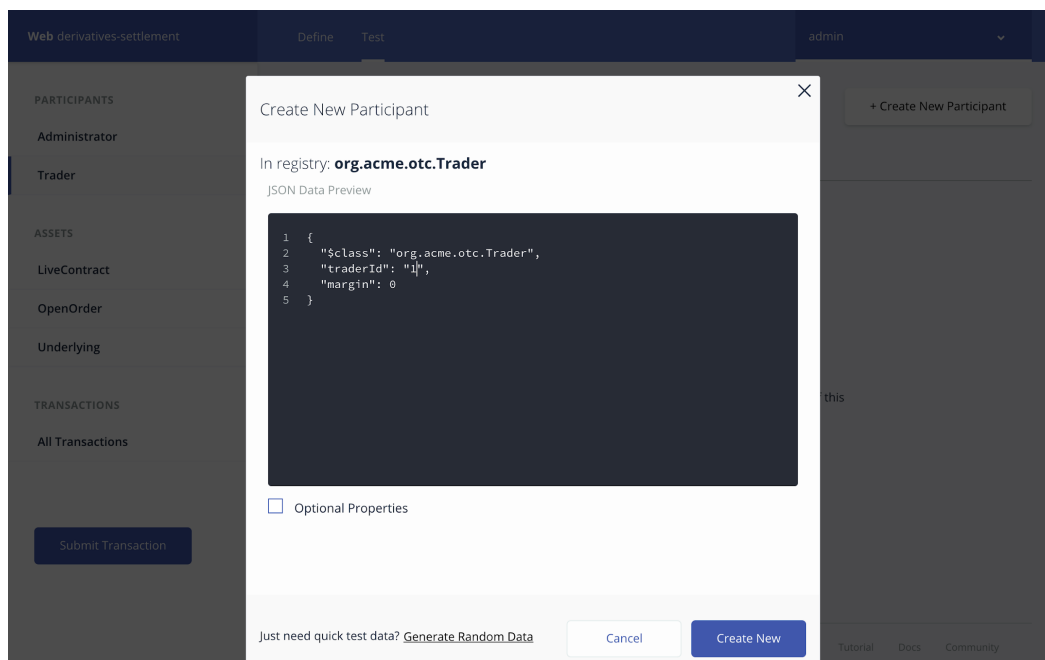 Web derivatives-settlement
Define
Test
admin
PARTICIPANTS
Administrator
Trader
ASSETS
LiveContract
OpenOrder
Underlying
TRANSACTIONS
All Transactions
Submit Transaction
+ Create New Participant
this
Create New Participant
In registry: org.acme.otc.Trader
JSON Data Preview
1 {
2 "$class": "org.acme.otc.Trader",
3 "traderId": "1",
4 "margin": 0
5 }
Optional Properties
Just need quick test data? Generate Random Data
Cancel
Create New
Tutorial
Docs
Community